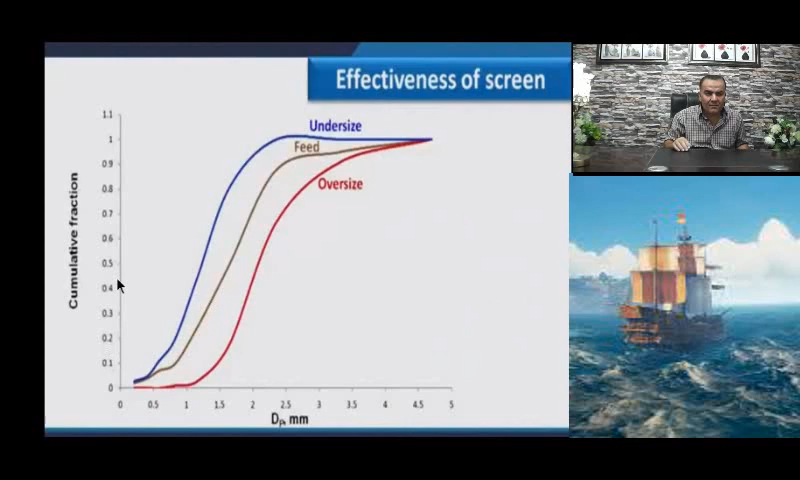 Effectiveness of screen
1.1
1
0.9
0.8
0.7
0.6
0.5
0.4
0.3
0.2
0.1
0
Cumulative fraction
Undersize
Feed
Oversize
0 0.5 1 1.5 2 2.5 3 3.5 4 4.5 5
Dp, mm